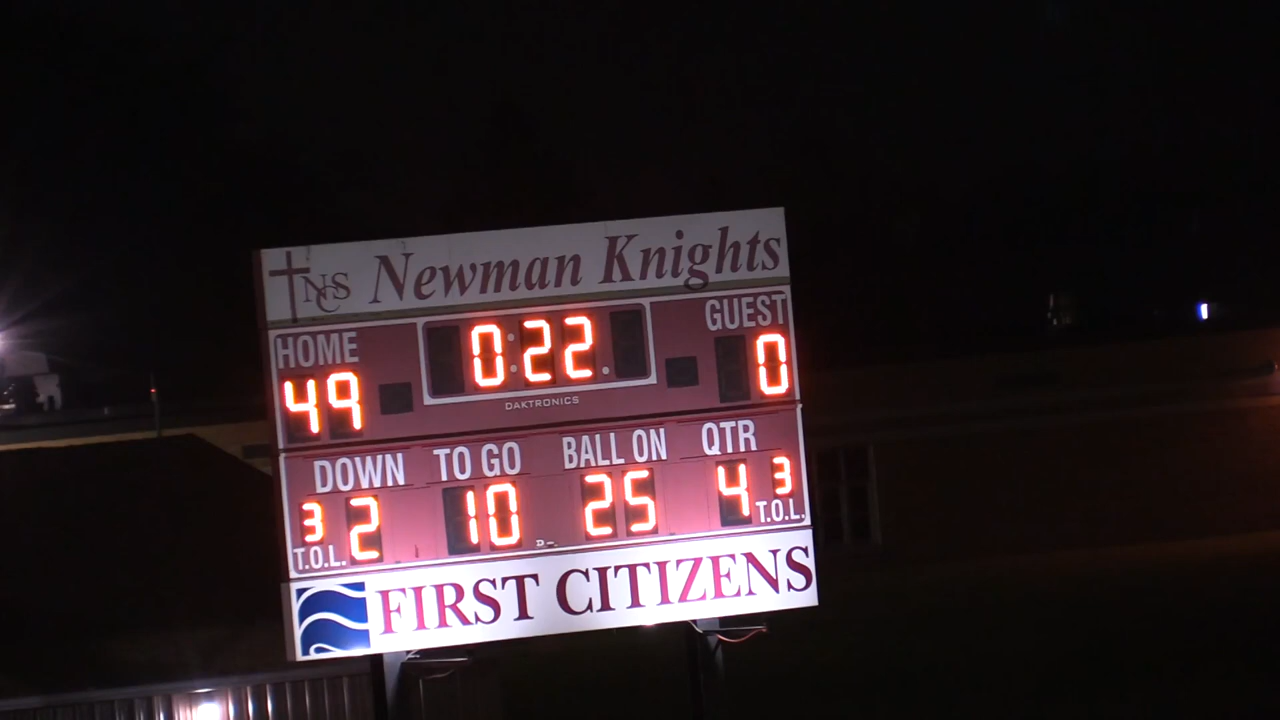 NCS Newman Knights
HOME 0:22 GUEST
49 0
DAKTRONICS
DOWN TO GO BALL ON QTR
3 2 10 25 4 3
T.O.L. T.O.L.
FIRST CITIZENS